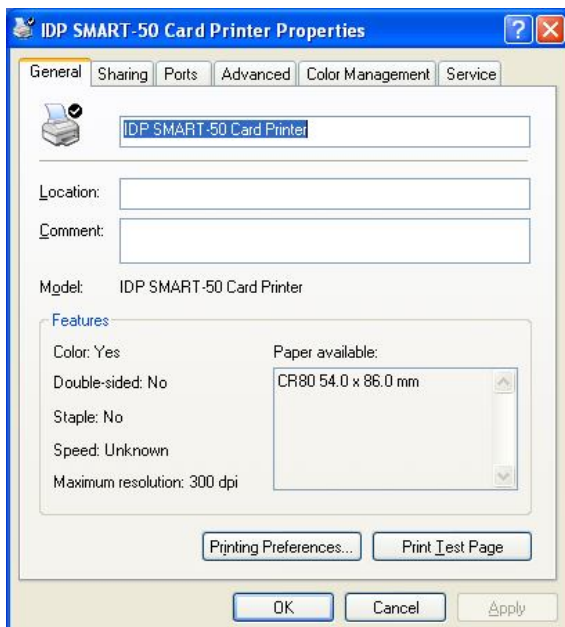 IDP SMART-50 Card Printer Properties
General Sharing Ports Advanced Color Management Service
IDP SMART-50 Card Printer
Location:
Comment:
Model: IDP SMART-50 Card Printer
Features
Color: Yes
Paper available:
Double-sided: No
CR80 54.0 x 86.0 mm
Staple: No
Speed: Unknown
Maximum resolution: 300 dpi
Printing Preferences... Print Test Page
OK Cancel Apply